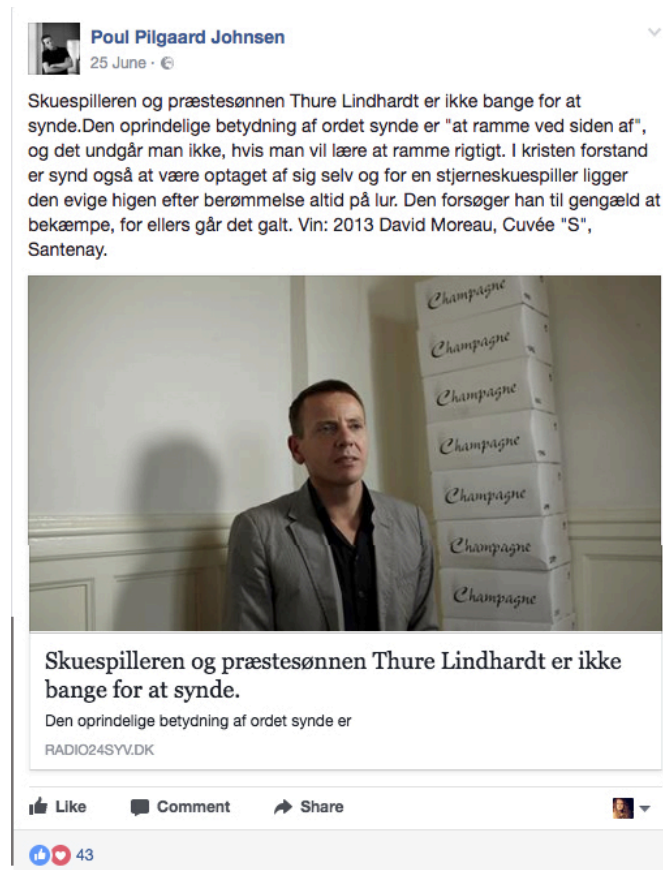 Poul Pilgaard Johnsen
25 June ·
Skuespilleren og præstesønnen Thure Lindhardt er ikke bange for at
synde.Den oprindelige betydning af ordet synde er "at ramme ved siden af",
og det undgår man ikke, hvis man vil lære at ramme rigtigt. I kristen forstand
er synd også at være optaget af sig selv og for en stjerneskuespiller ligger
den evige higen efter berømmelse altid på lur. Den forsøger han til gengæld at
bekæmpe, for ellers går det galt. Vin: 2013 David Moreau, Cuvée "S",
Santenay.
Champagne
Champagne
Champagne
Champagne
Champagne
Champagne
Champagne
Skuespilleren og præstesønnen Thure Lindhardt er ikke
bange for at synde.
Den oprindelige betydning af ordet synde er
RADIO24SYV.DK
Like Comment Share
43